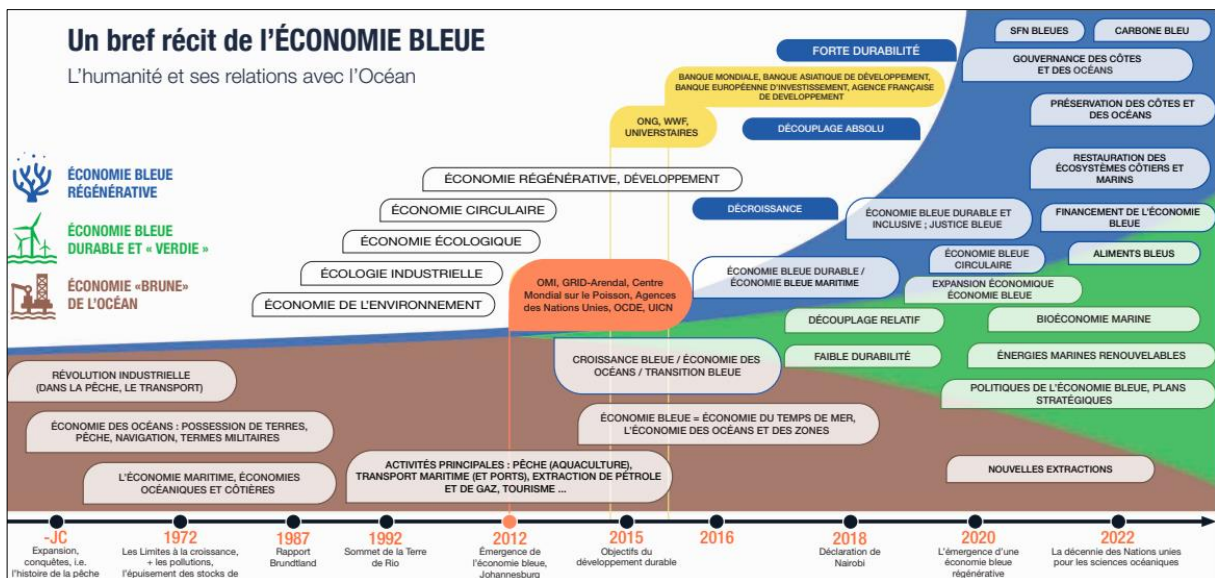 Un bref récit de l'ÉCONOMIE BLEUE
L'humanité et ses relations avec l'Océan
SFN BLEUES
CARBONE BLEU
FORTE DURABILITÉ
GOUVERNANCE DES CÔTES
ET DES OCÉANS
BANQUE MONDIALE, BANQUE ASIATIQUE DE DÉVELOPPEMENT,
BANQUE EUROPÉENNE D'INVESTISSEMENT, AGENCE FRANÇAISE
DE DEVELOPPEMENT
PRÉSERVATION DES CÔTES ET
DES OCÉANS
ONG, WWF,
UNIVERSTAIRES
DÉCOUPLAGE ABSOLU
RESTAURATION DES
ÉCOSYSTÈMES CÔTIERS ET
MARINS
ÉCONOMIE BLEUE
RÉGÉNÉRATIVE
ÉCONOMIE RÉGÉNÉRATIVE, DÉVELOPPEMENT
ÉCONOMIE CIRCULAIRE
DÉCROISSANCE
ÉCONOMIE BLEUE DURABLE ET
INCLUSIVE ; JUSTICE BLEUE
FINANCEMENT DE L'ÉCONOMIE
BLEUE
ÉCONOMIE BLEUE
DURABLE ET « VERDIE »
ÉCONOMIE ÉCOLOGIQUE
ÉCONOMIE BLEUE
CIRCULAIRE
ALIMENTS BLEUS
ÉCOLOGIE INDUSTRIELLE
OMI, GRID-Arendal, Centre
Mondial sur le Poisson, Agences
des Nations Unies, OCDE, UICN
ÉCONOMIE BLEUE DURABLE /
ÉCONOMIE BLEUE MARITIME
EXPANSION ÉCONOMIQUE
ÉCONOMIE BLEUE
ÉCONOMIE «BRUNE»
DE L'OCÉAN
ÉCONOMIE DE L'ENVIRONNEMENT
DÉCOUPLAGE RELATIF
BIOÉCONOMIE MARINE
CROISSANCE BLEUE / ÉCONOMIE DES
OCÉANS / TRANSITION BLEUE
FAIBLE DURABILITÉ
ÉNERGIES MARINES RENOUVELABLES
RÉVOLUTION INDUSTRIELLE
(DANS LA PÊCHE, LE TRANSPORT)
POLITIQUES DE L'ÉCONOMIE BLEUE, PLANS
STRATÉGIQUES
ÉCONOMIE DES OCÉANS : POSSESSION DE TERRES,
PÊCHE, NAVIGATION, TERMES MILITAIRES
ÉCONOMIE BLEUE = ÉCONOMIE DU TEMPS DE MER,
L'ÉCONOMIE DES OCÉANS ET DES ZONES
L'ÉCONOMIE MARITIME, ÉCONOMIES
OCÉANIQUES ET CÔTIÈRES
ACTIVITÉS PRINCIPALES : PÊCHE (AQUACULTURE),
TRANSPORT MARITIME (ET PORTS), EXTRACTION DE PÉTROLE
ET DE GAZ, TOURISME ...
NOUVELLES EXTRACTIONS
-JC
Expansion,
conquêtes, i.e.
l'histoire de la pêche
1972
Les Limites à la croissance,
+ les pollutions,
l'épuisement des stocks de
1987
Rapport
Brundtland
1992
Sommet de la Terre
de Rio
2012
Émergence de
l'économie bleue,
Johannesburg
2015
Objectifs du
développement durable
2016
2018
Déclaration de
Nairobi
2020
L'émergence d'une
économie bleue
régénérative
2022
La décennie des Nations unies
pour les sciences océaniques